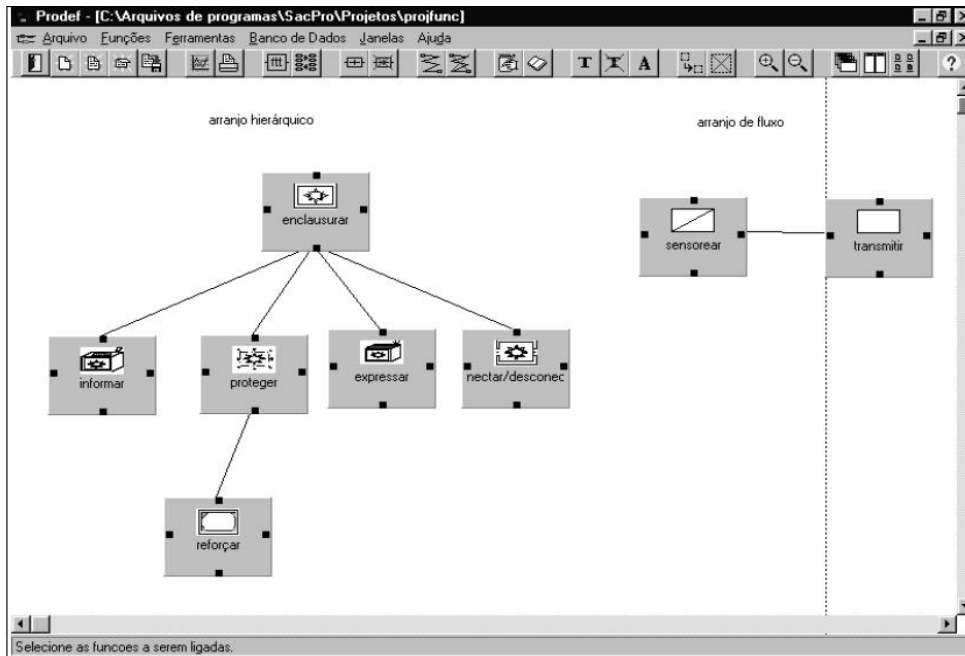 Prodef - [C:\Arquivos de programas\SacPro\Projetos\projfunc]
Arquivo Funções Ferramentas Banco de Dados Janelas Ajuda
T T A ?
arranjo hierárquico
arranjo de fluxo
enclausurar
sensorear
transmitir
informar
proteger
expressar
nectar/desconec
reforçar
Selecione as funcoes a serem ligadas.